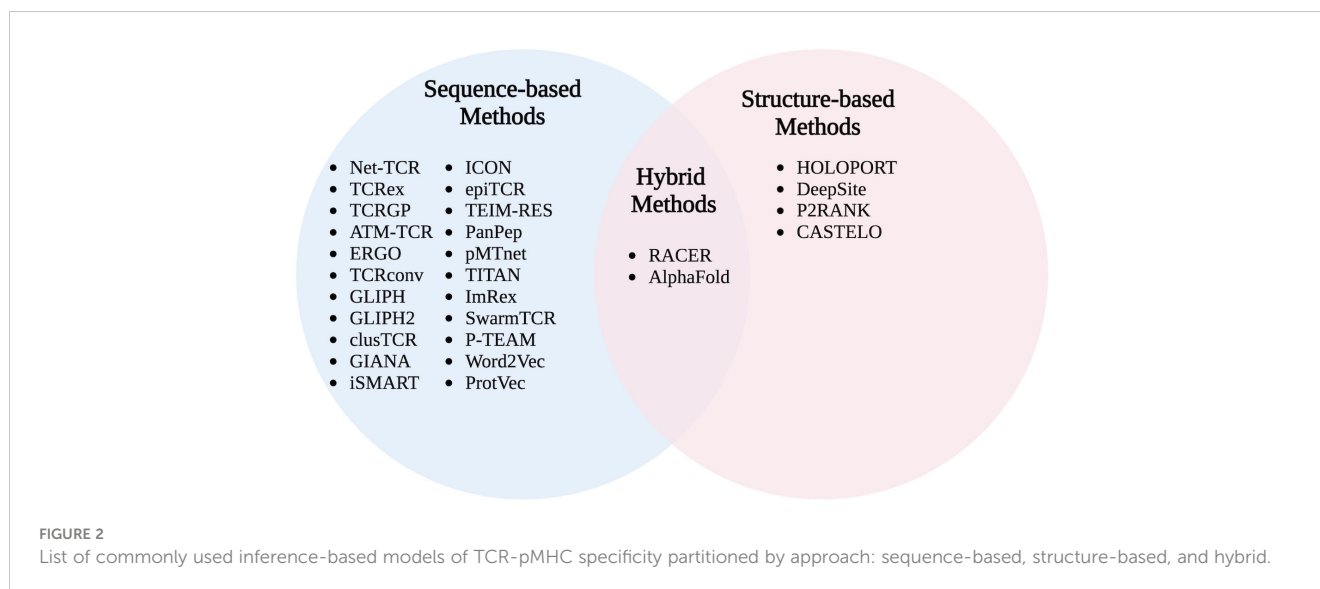 Sequence-based
Methods
Net-TCR
TCRex
TCRGP
ATM-TCR
ERGO
TCRconv
GLIPH
GLIPH2
clusTCR
GIANA
iSMART
ICON
epiTCR
TEIM-RES
PanPep
pMTnet
TITAN
ImRex
SwarmTCR
P-TEAM
Word2Vec
ProtVec
Hybrid
Methods
RACER
AlphaFold
Structure-based
Methods
HOLOPORT
DeepSite
P2RANK
CASTELO
FIGURE 2
List of commonly used inference-based models of TCR-pMHC specificity partitioned by approach: sequence-based, structure-based, and hybrid.